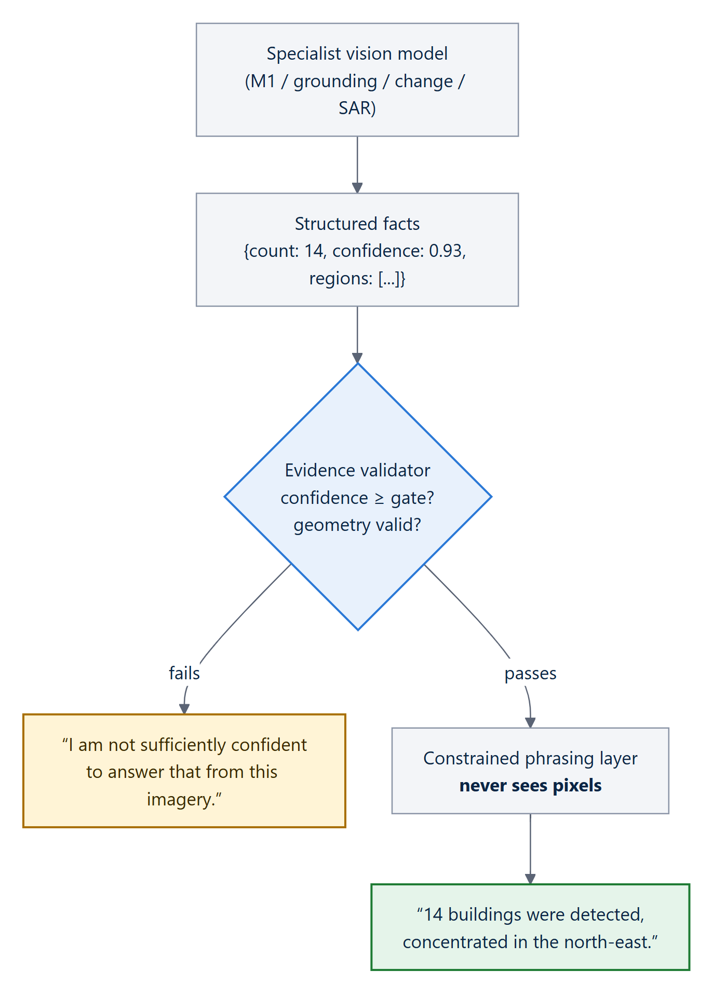 Specialist vision model
(M1 / grounding / change /
SAR)
Structured facts
{count: 14, confidence: 0.93,
regions: [...]}
Evidence validator
confidence ≥ gate?
geometry valid?
fails
passes
“I am not sufficiently confident
to answer that from this
imagery.”
Constrained phrasing layer
never sees pixels
“14 buildings were detected,
concentrated in the north-east.”